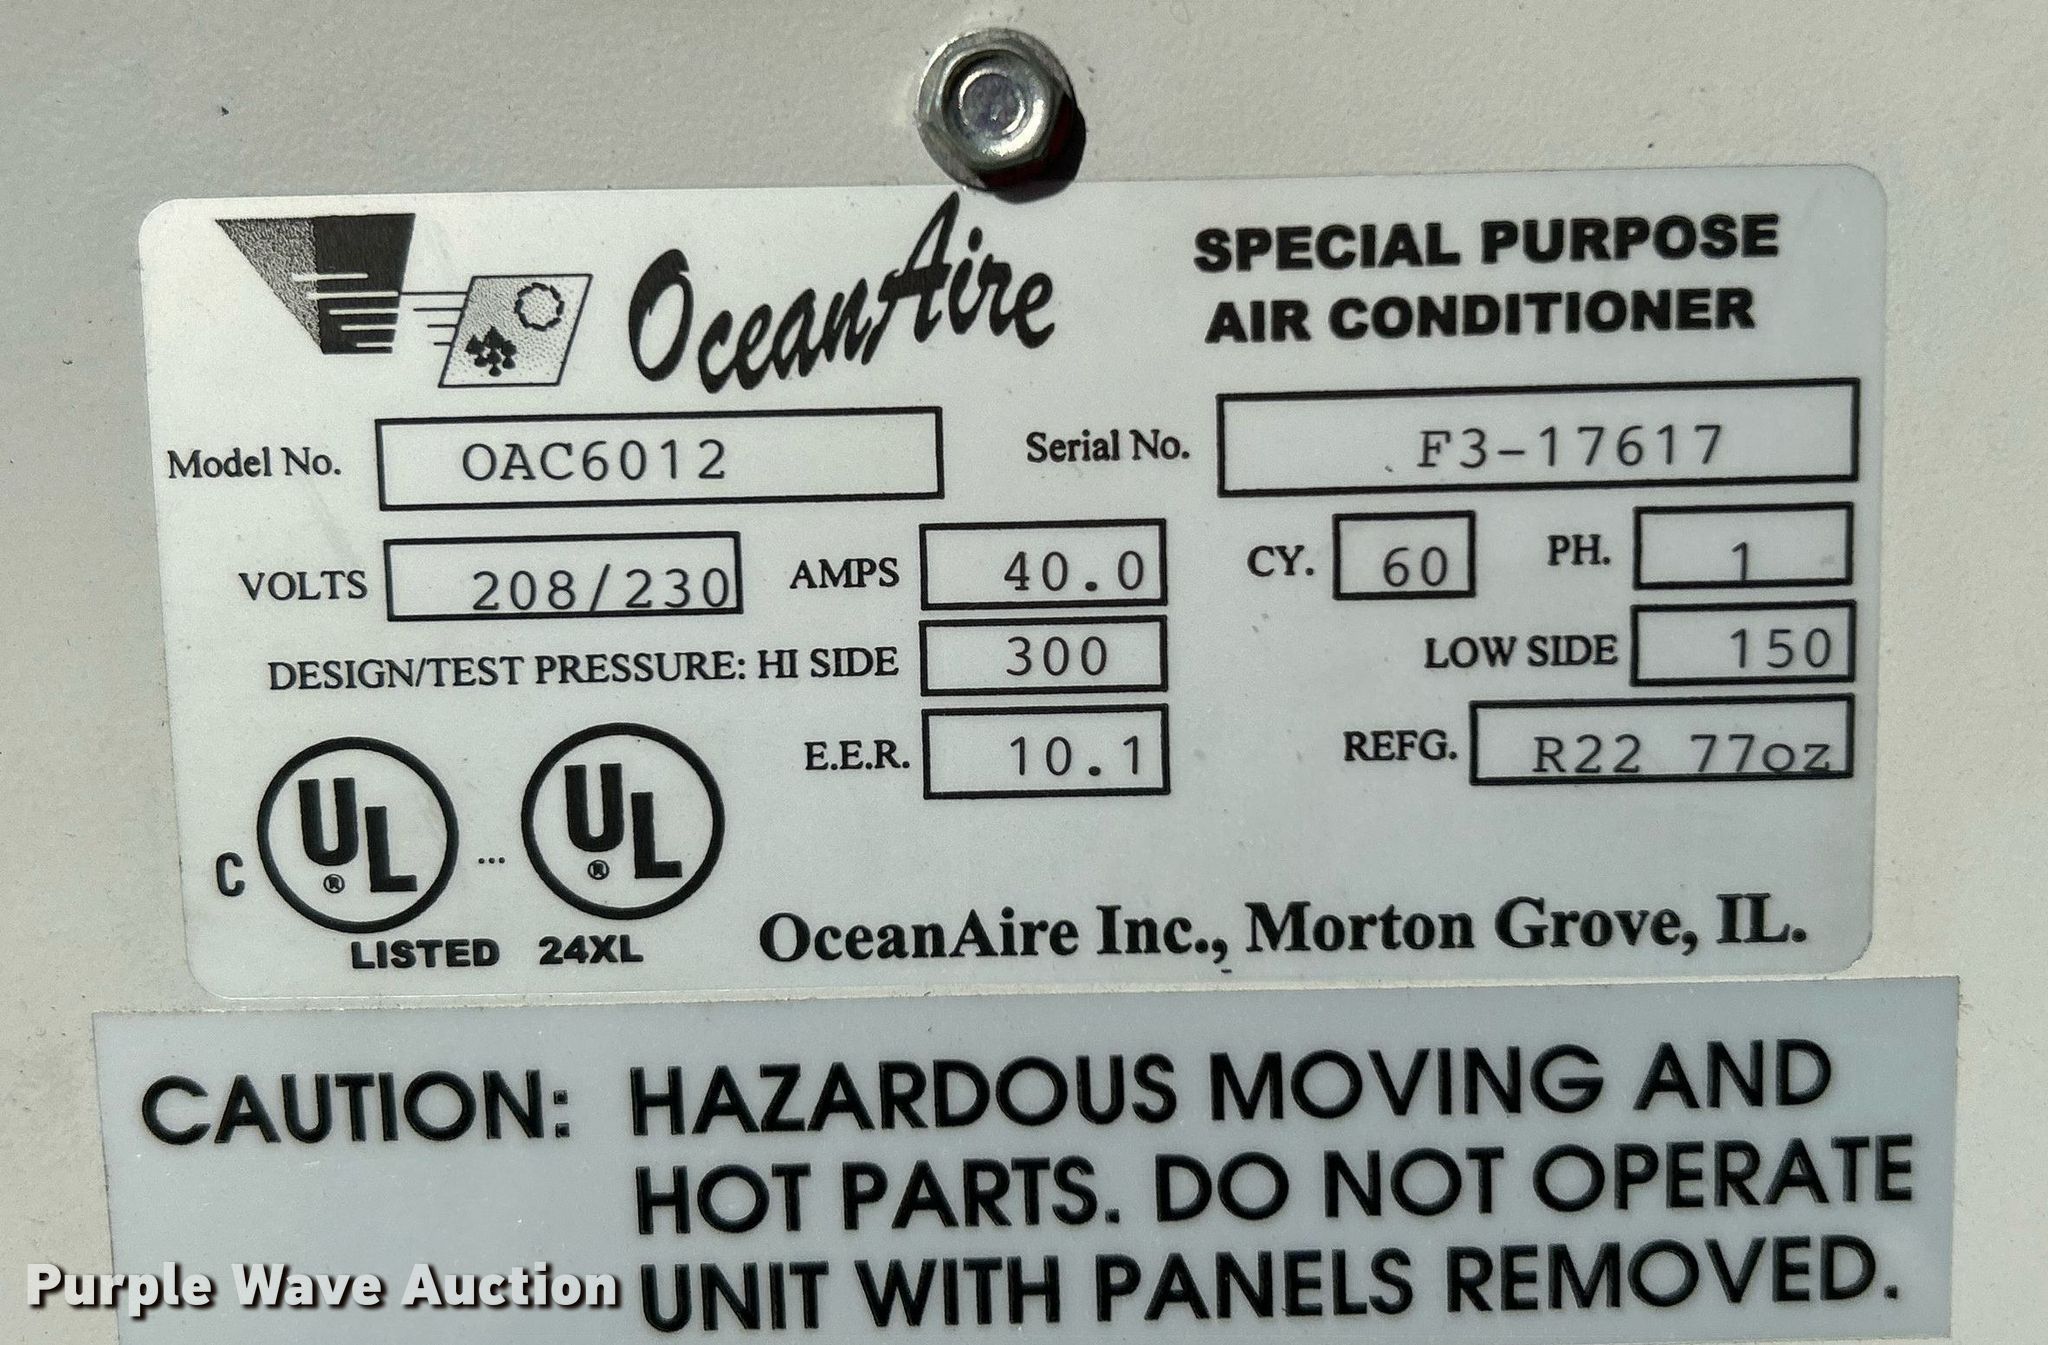 OceanAire
SPECIAL PURPOSE
AIR CONDITIONER
Model No. OAC6012 Serial No. F3-17617
VOLTS 208/230 AMPS 40.0 CY. 60 PH. 1
DESIGN/TEST PRESSURE: HI SIDE 300 LOW SIDE 150
E.E.R. 10.1 REFG. R22 77oz
C UL ® ... UL ®
LISTED 24XL
OceanAire Inc., Morton Grove, IL.
CAUTION: HAZARDOUS MOVING AND
HOT PARTS. DO NOT OPERATE
UNIT WITH PANELS REMOVED.
Purple Wave Auction